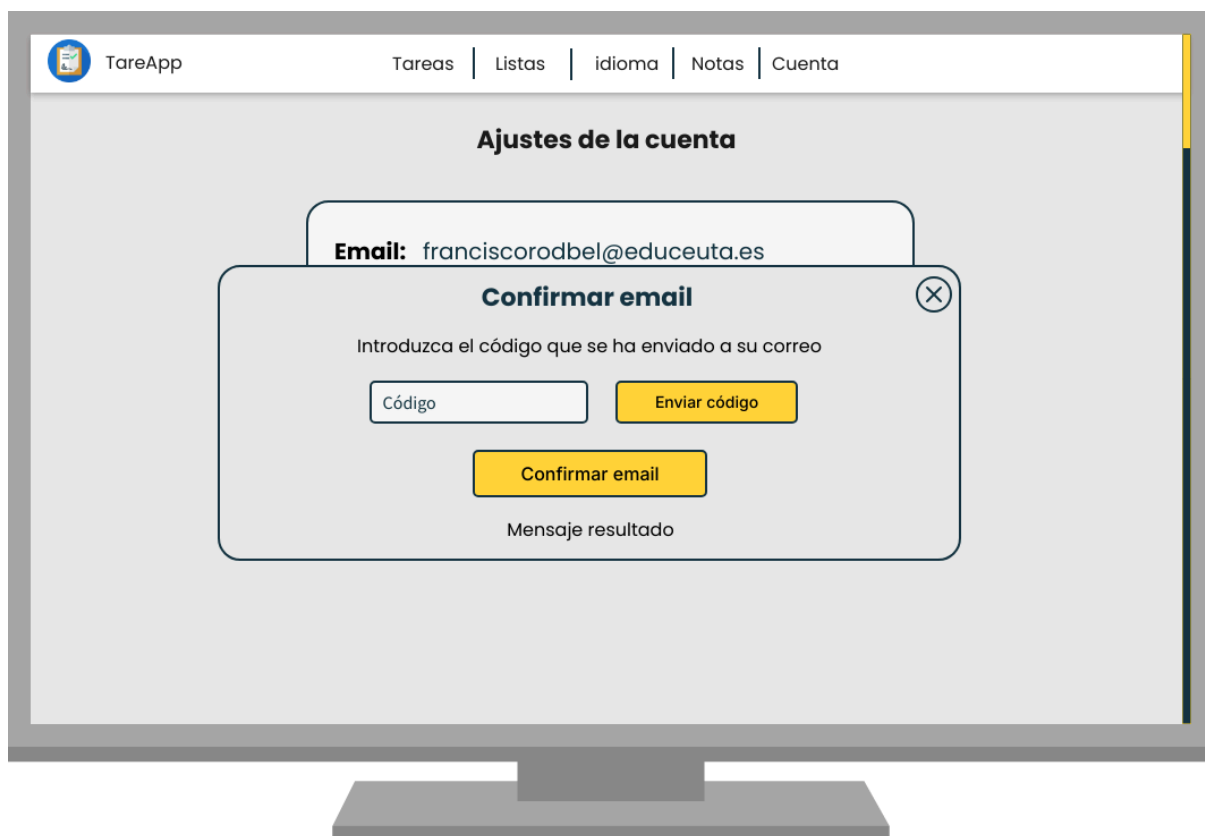 TareApp Tareas Listas idioma Notas Cuenta
Ajustes de la cuenta
Email: franciscorodbel@educeuta.es
Confirmar email
Introduzca el código que se ha enviado a su correo
Código Enviar código
Confirmar email
Mensaje resultado